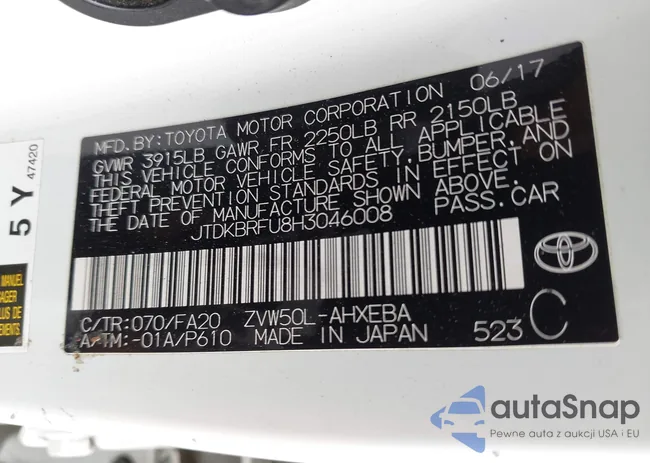 MFD. BY: TOYOTA MOTOR CORPORATION 06/17
GVWR 3915LB GAWR FR 2250LB RR 2150LB
THIS VEHICLE CONFORMS TO ALL APPLICABLE
FEDERAL MOTOR VEHICLE SAFETY, BUMPER, AND
THEFT PREVENTION STANDARDS IN EFFECT ON
THE DATE OF MANUFACTURE SHOWN ABOVE.
JTDKBRFU8H3046008 PASS. CAR
C/TR: 070/FA20 ZVW50L-AHXEBA
A/TM: -01A/P610 MADE IN JAPAN 523 C
5 Y 47420
MANUEL
PLUS DE
autaSnap
Pewne auta z aukcji USA i EU